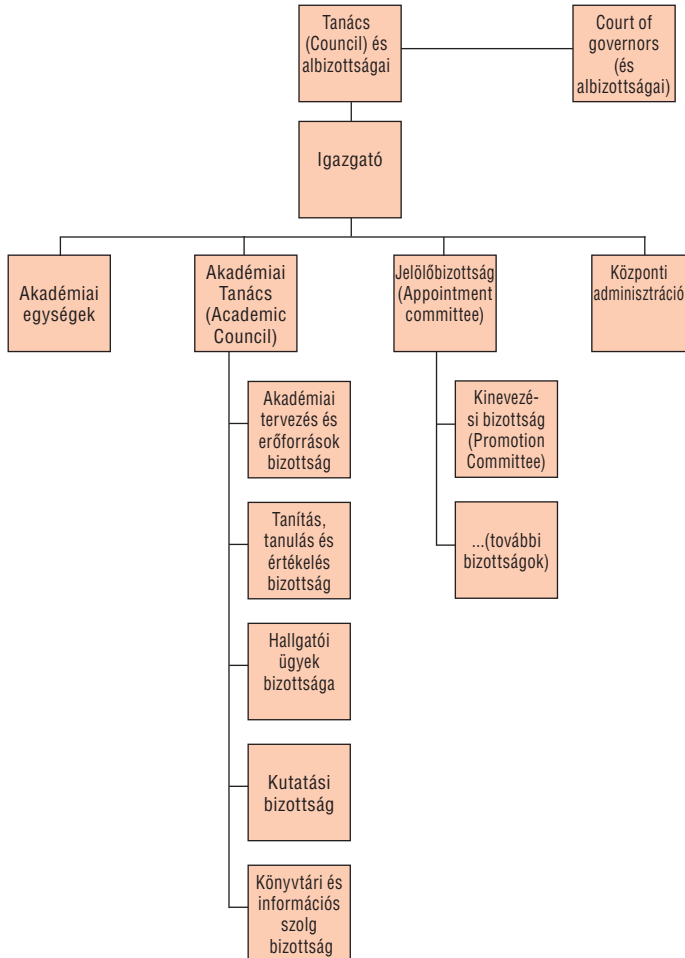 Tanács
(Council) és
albizottságai
Court of
governors
(és
albizottságai)
Igazgató
Akadémiai
egységek
Akadémiai
Tanács
(Academic
Council)
Jelölőbizottság
(Appointment
committee)
Központi
adminisztráció
Akadémiai
tervezés és
erőforrások
bizottság
Kinevezé-
si bizottság
(Promotion
Committee)
Tanítás,
tanulás és
értékelés
bizottság
...(további
bizottságok)
Hallgatói
ügyek
bizottsága
Kutatási
bizottság
Könyvtári és
információs
szolg
bizottság